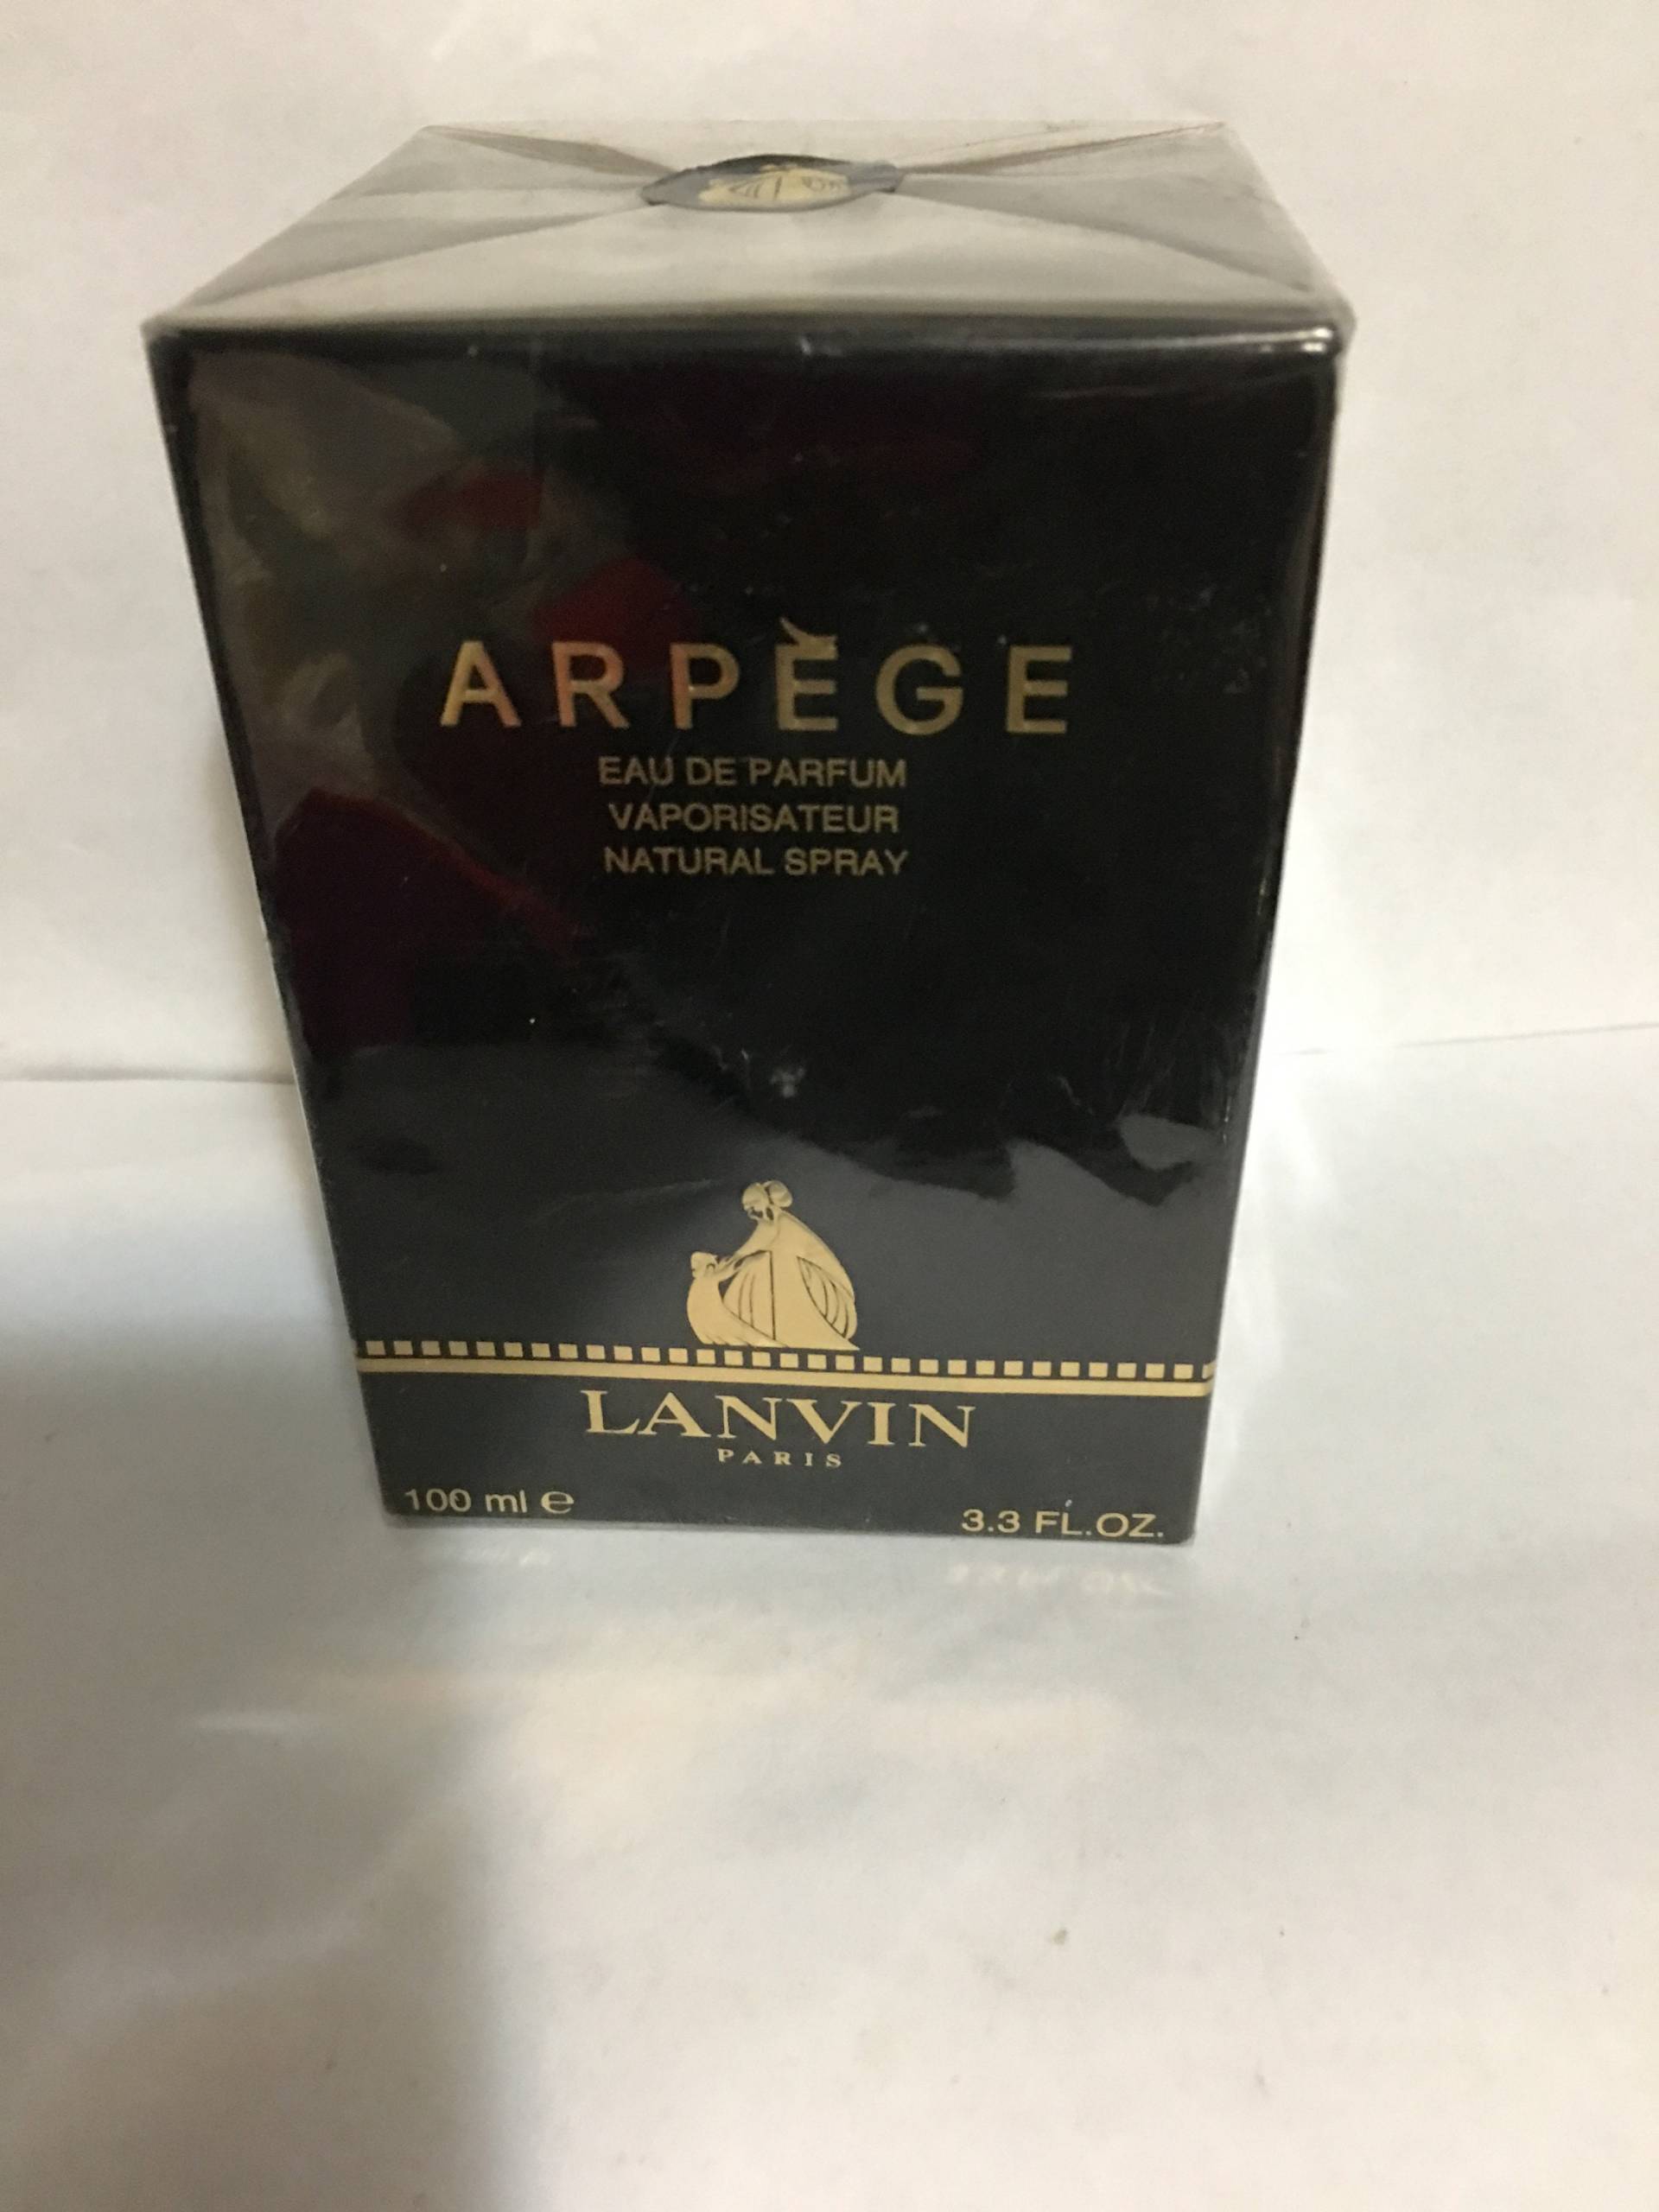 ARPÈGE
EAU DE PARFUM
VAPORISATEUR
NATURAL SPRAY
LANVIN
PARIS
100 ml ℮
3.3 FL.OZ.